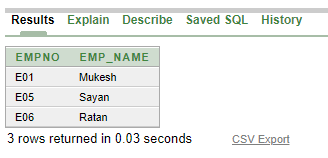 Results Explain Describe Saved SQL History
EMPNO EMP_NAME
E01 Mukesh
E05 Sayan
E06 Ratan
3 rows returned in 0.03 seconds CSV Export